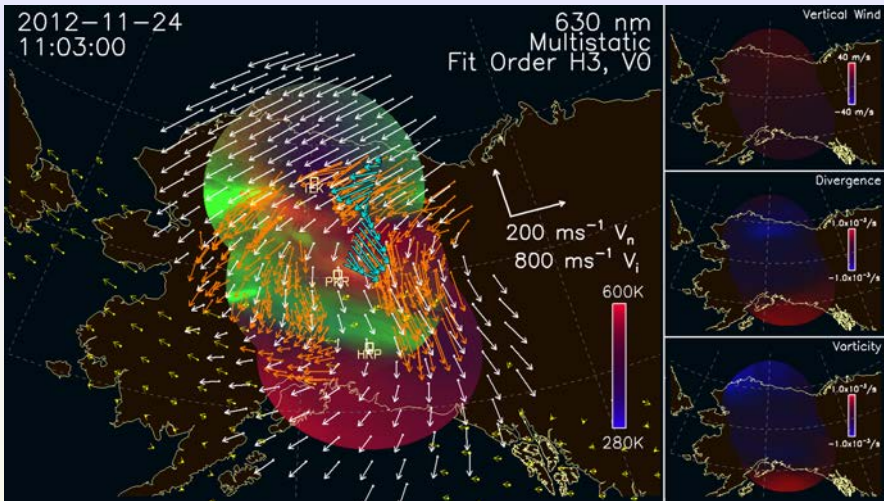 2012-11-24
11:03:00
630 nm
Multistatic
Fit Order H3, V0
TLK
PKR
HRP
200 ms⁻¹ Vₙ
800 ms⁻¹ Vᵢ
600K
280K
Vertical Wind
40 m/s
-40 m/s
Divergence
1.0x10⁻³/s
-1.0x10⁻³/s
Vorticity
1.0x10⁻³/s
-1.0x10⁻³/s